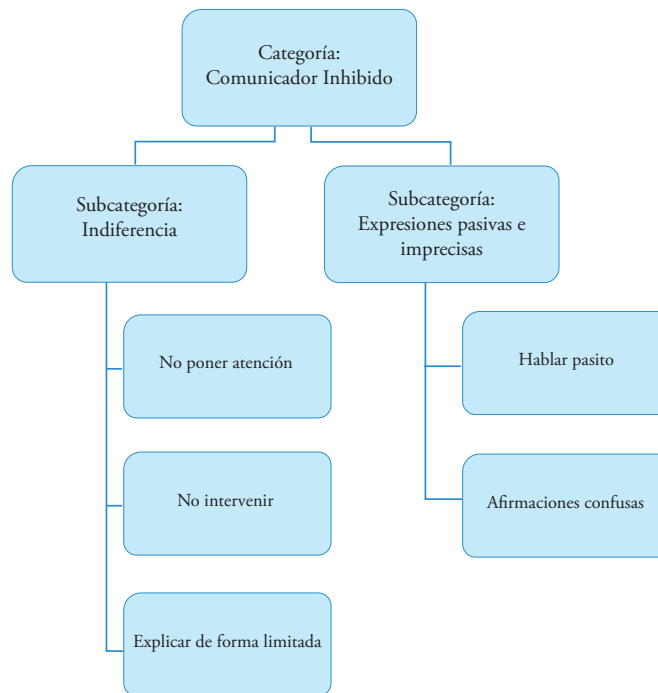 Categoría:
Comunicador Inhibido
Subcategoría:
Indiferencia
No poner atención
No intervenir
Explicar de forma limitada
Subcategoría:
Expresiones pasivas e
imprecisas
Hablar pasito
Afirmaciones confusas